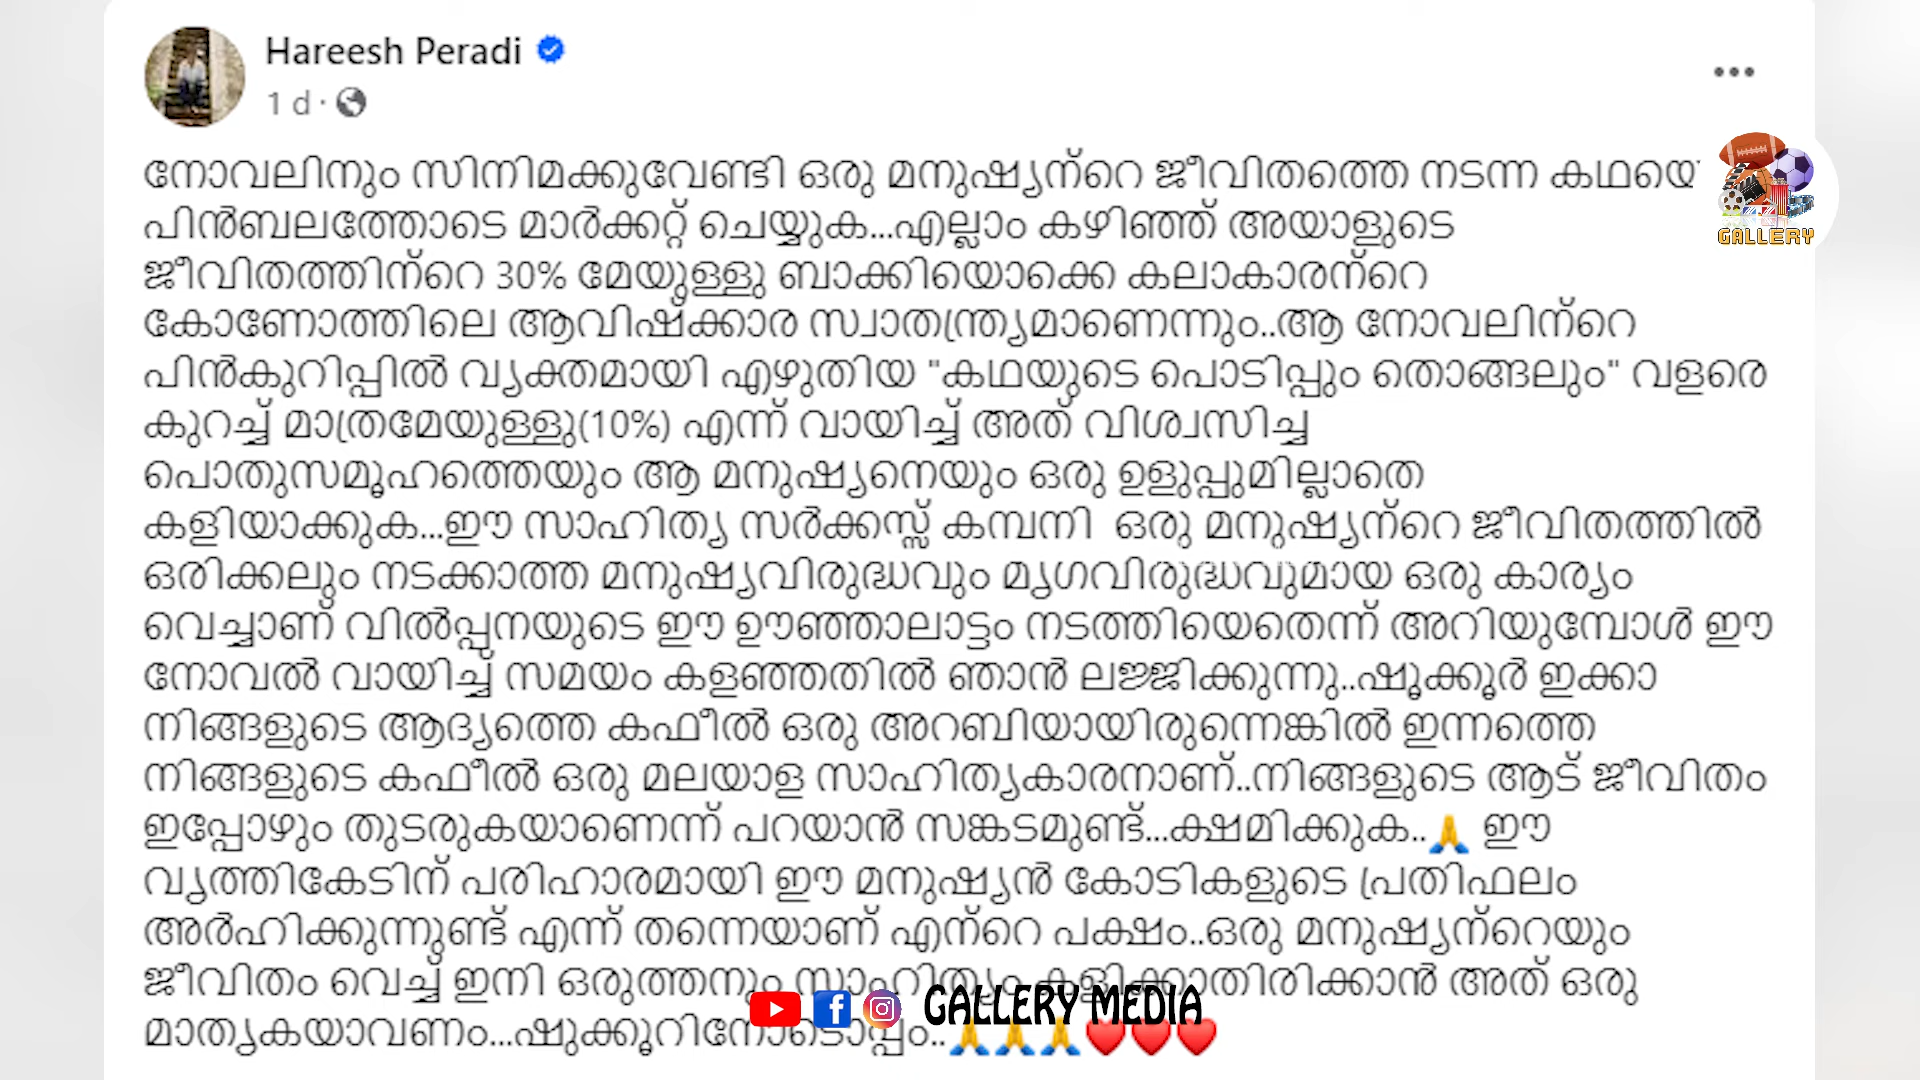 Hareesh Peradi
1 d ·
നോവലിനും സിനിമക്കുവേണ്ടി ഒരു മനുഷ്യന്റെ ജീവിതത്തെ നടന്ന കഥയെ
പിൻബലത്തോടെ മാർക്കറ്റ് ചെയ്യുക...എല്ലാം കഴിഞ്ഞ് അയാളുടെ
ജീവിതത്തിന്റെ 30% മേയുള്ളു ബാക്കിയൊക്കെ കലാകാരന്റെ
കോണോത്തിലെ ആവിഷ്ക്കാര സ്വാതന്ത്ര്യമാണെന്നും..ആ നോവലിന്റെ
പിൻകുറിപ്പിൽ വ്യക്തമായി എഴുതിയ "കഥയുടെ പൊടിപ്പും തൊങ്ങലും" വളരെ
കുറച്ച് മാത്രമേയുള്ളു(10%) എന്ന് വായിച്ച് അത് വിശ്വസിച്ച
പൊതുസമൂഹത്തെയും ആ മനുഷ്യനെയും ഒരു ഉളുപ്പുമില്ലാതെ
കളിയാക്കുക...ഈ സാഹിത്യ സർക്കസ്സ് കമ്പനി ഒരു മനുഷ്യന്റെ ജീവിതത്തിൽ
ഒരിക്കലും നടക്കാത്ത മനുഷ്യവിരുദ്ധവും മൃഗവിരുദ്ധവുമായ ഒരു കാര്യം
വെച്ചാണ് വിൽപ്പനയുടെ ഈ ഊഞ്ഞാലാട്ടം നടത്തിയെതെന്ന് അറിയുമ്പോൾ ഈ
നോവൽ വായിച്ച് സമയം കളഞ്ഞതിൽ ഞാൻ ലജ്ജിക്കുന്നു..ഷൂക്കൂർ ഇക്കാ
നിങ്ങളുടെ ആദ്യത്തെ കഫീൽ ഒരു അറബിയായിരുന്നെങ്കിൽ ഇന്നത്തെ
നിങ്ങളുടെ കഫീൽ ഒരു മലയാള സാഹിത്യകാരനാണ്..നിങ്ങളുടെ ആട് ജീവിതം
ഇപ്പോഴും തുടരുകയാണെന്ന് പറയാൻ സങ്കടമുണ്ട്...ക്ഷമിക്കുക..🙏 ഈ
വൃത്തികേടിന് പരിഹാരമായി ഈ മനുഷ്യൻ കോടികളുടെ പ്രതിഫലം
അർഹിക്കുന്നുണ്ട് എന്ന് തന്നെയാണ് എന്റെ പക്ഷം..ഒരു മനുഷ്യന്റെയും
ജീവിതം വെച്ച് ഇനി ഒരുത്തനും സാഹിത്യം കളിക്കാതിരിക്കാൻ അത് ഒരു
മാതൃകയാവണം...ഷുക്കൂറിനോടൊപ്പം..🙏🙏🙏❤️❤️❤️
GALLERY
GALLERY MEDIA